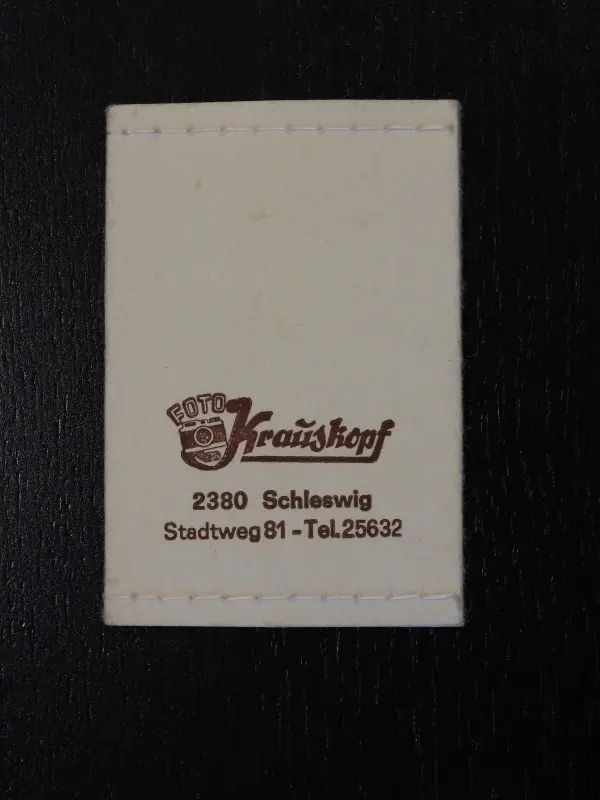 FOTO Krauskopf
2380 Schleswig
Stadtweg 81 - Tel. 25632